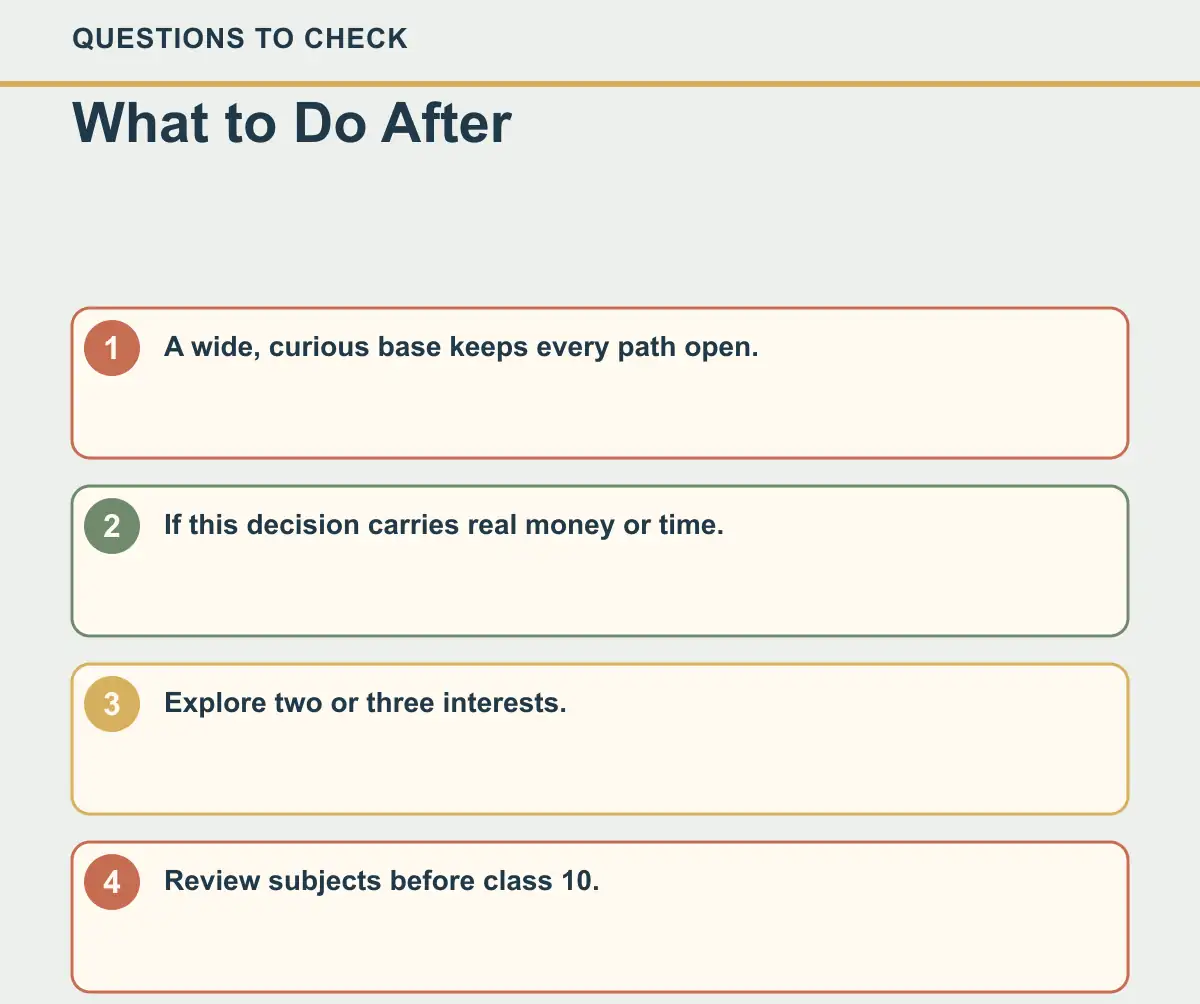 QUESTIONS TO CHECK
What to Do After
1 A wide, curious base keeps every path open.
2 If this decision carries real money or time.
3 Explore two or three interests.
4 Review subjects before class 10.